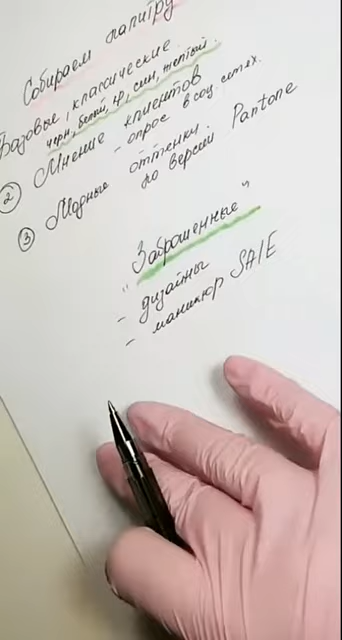 Собираем палитру
Базовые, классические
черн, белый, кр, син, желтый.
② Мнение клиентов
- опрос в соц. сетях.
③ Модные оттенки
по версии Pantone
"Заброшенные"
- дизайны
- маникюр SALE